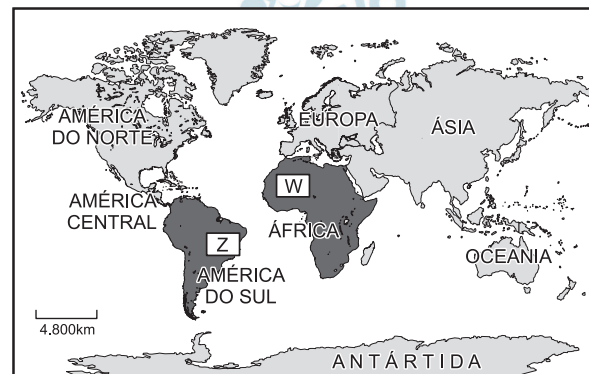 AMÉRICA
DO NORTE
EUROPA
ÁSIA
W
AMÉRICA
CENTRAL
ÁFRICA
Z
AMÉRICA
DO SUL
OCEANIA
4.800km
ANTÁRTIDA